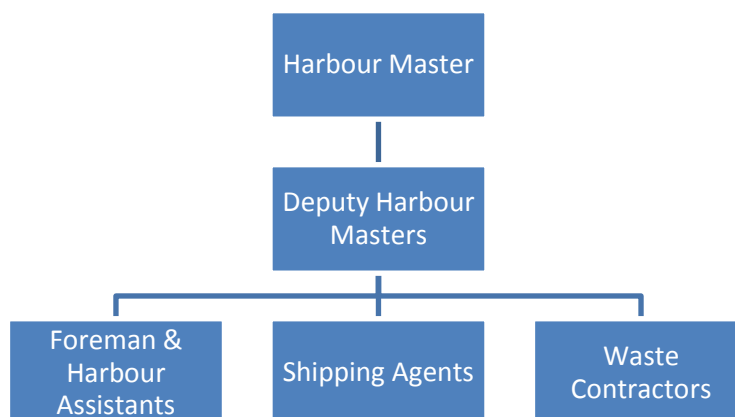 Harbour Master
Deputy Harbour
Masters
Foreman &
Harbour
Assistants
Shipping Agents
Waste
Contractors